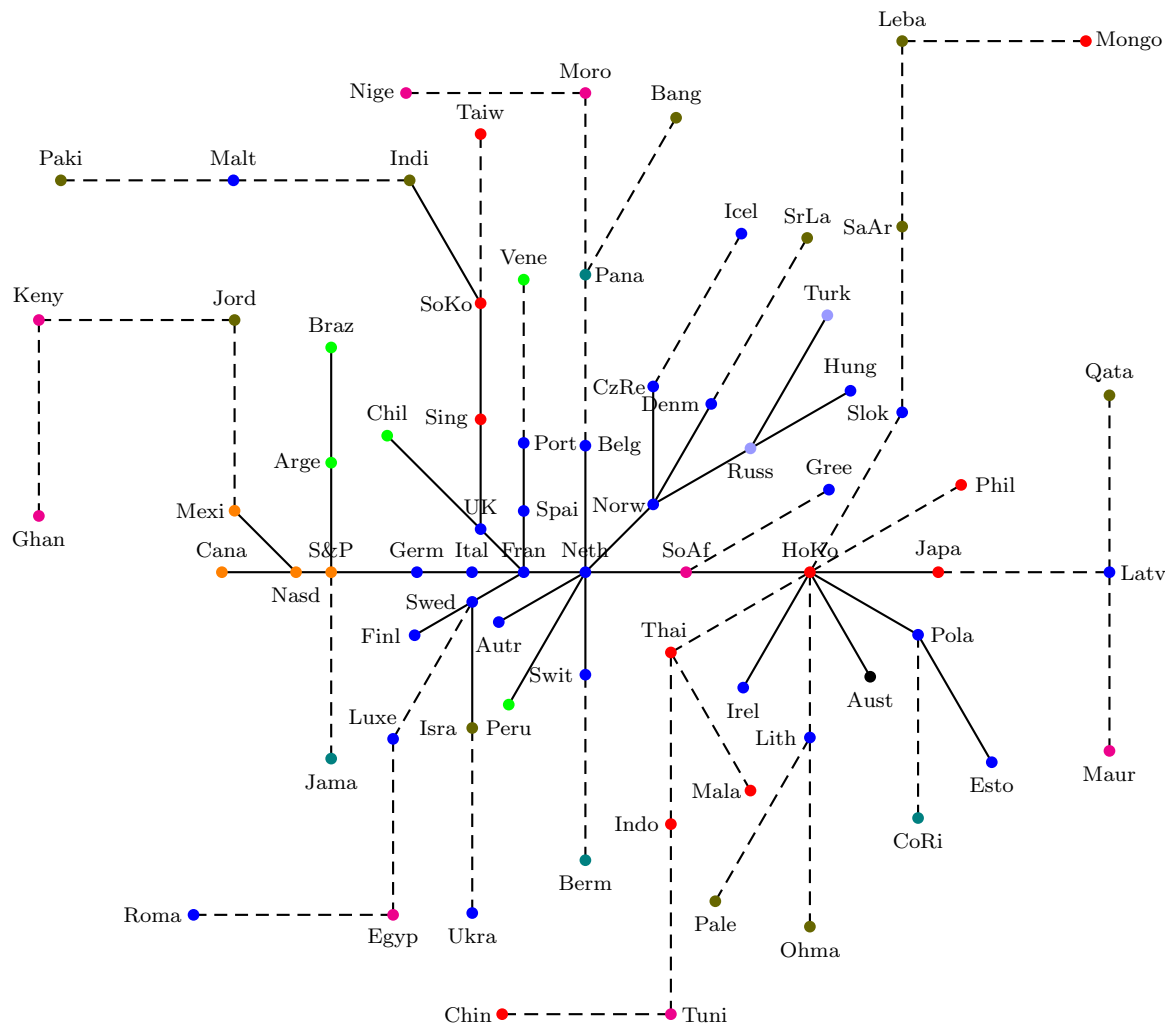 Leba
Mongo
Moro
Nige
Bang
Taiw
Paki
Malt
Indi
Icel
SrLa
SaAr
Vene
Pana
Keny
Jord
SoKo
Turk
Braz
Hung
Qata
CzRe
Denm
Chil
Sing
Slok
Port
Belg
Arge
Russ
Gree
Phil
Mexi
UK
Spai
Norw
Ghan
Cana
S&P
Germ
Ital
Fran
Neth
SoAf
HoKo
Japa
Latv
Nasd
Swed
Finl
Autr
Thai
Pola
Swit
Luxe
Isra
Peru
Irel
Aust
Lith
Jama
Maur
Mala
Esto
Indo
CoRi
Berm
Roma
Egyp
Ukra
Pale
Ohma
Chin
Tuni